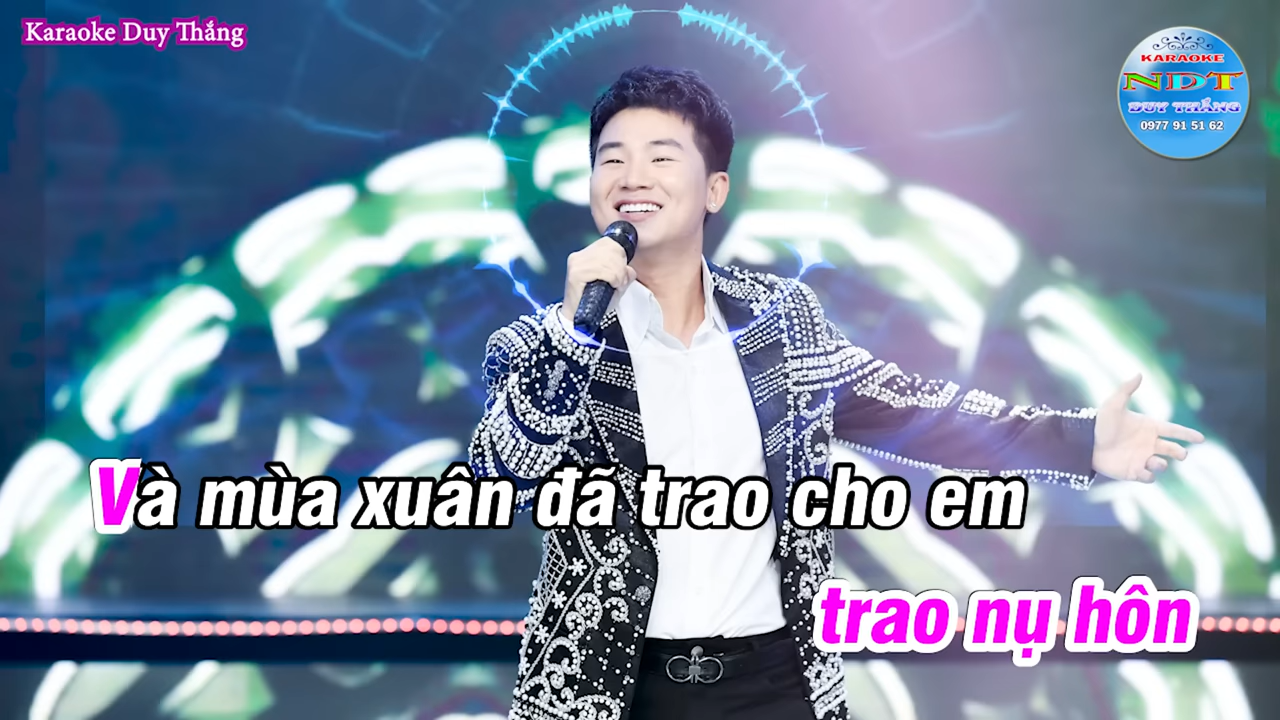 Karaoke Duy Thắng
KARAOKE
NDT
DUY THẮNG
0977 91 51 62
Và mùa xuân đã trao cho em
trao nụ hôn